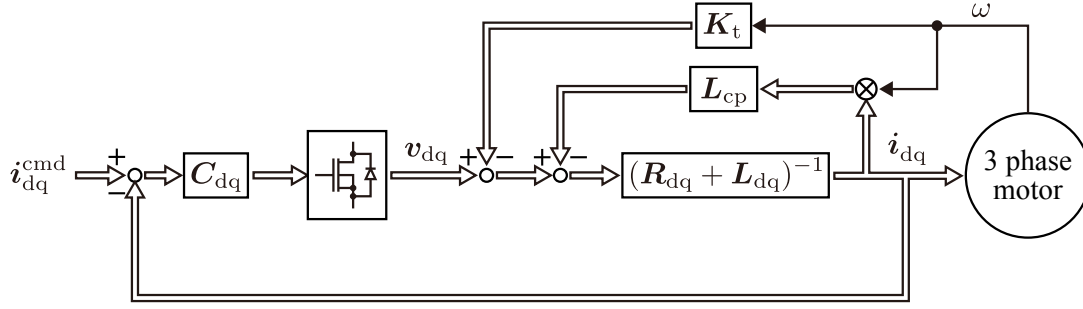 K_t
ω
L_cp
i_dq^cmd
+
−
C_dq
v_dq
+ −
+ −
(R_dq + L_dq)^{-1}
i_dq
3 phase
motor